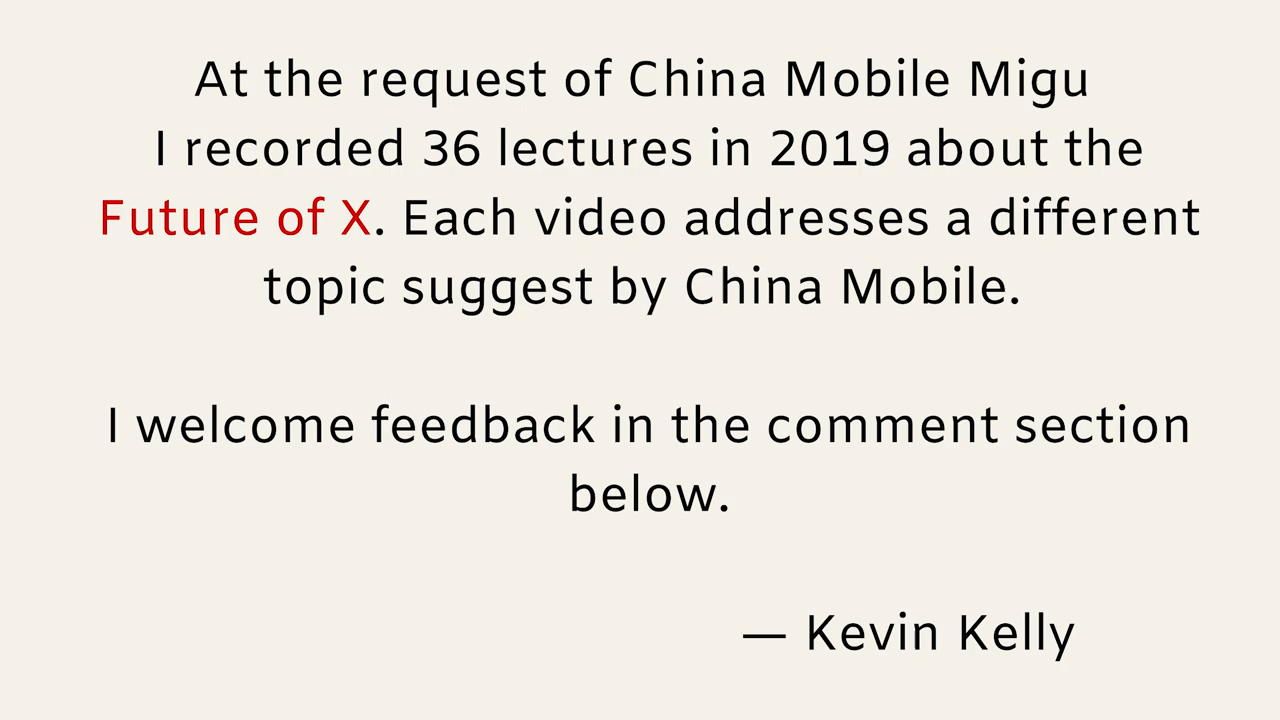 At the request of China Mobile Migu
I recorded 36 lectures in 2019 about the
Future of X. Each video addresses a different
topic suggest by China Mobile.
I welcome feedback in the comment section
below.
— Kevin Kelly